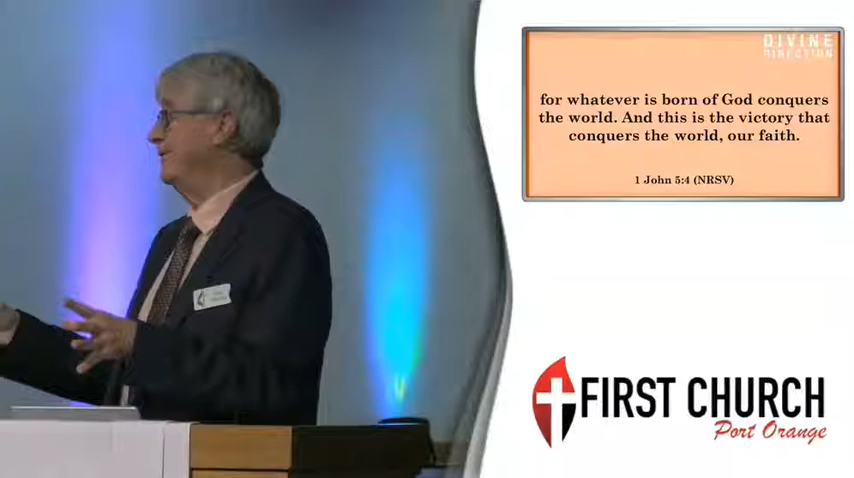 DIVINE
DIRECTION
for whatever is born of God conquers
the world. And this is the victory that
conquers the world, our faith.
1 John 5:4 (NRSV)
FIRST CHURCH
Port Orange